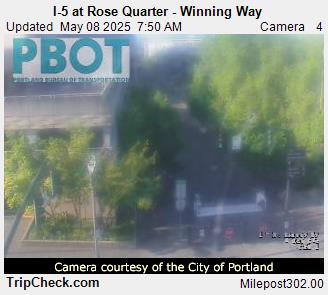 I-5 at Rose Quarter - Winning Way
Updated May 08 2025 7:50 AM Camera 4
PBOT
PORTLAND BUREAU OF TRANSPORTATION
Camera courtesy of the City of Portland
TripCheck.com Milepost302.00